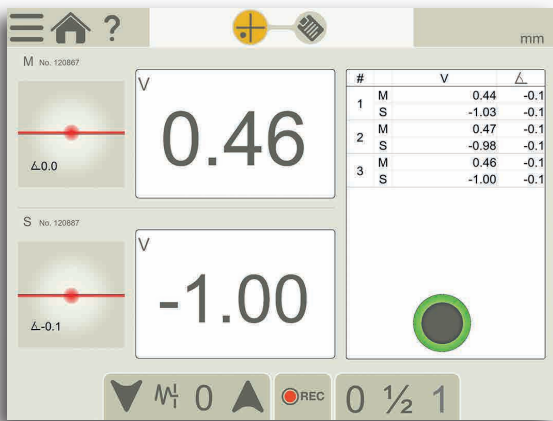 ?
mm
M No. 120867
V
0.46
∡0.0
S No. 120887
V
-1.00
∡-0.1
# V ∡
1 M 0.44 -0.1
S -1.03 -0.1
2 M 0.47 -0.1
S -0.98 -0.1
3 M 0.46 -0.1
S -1.00 -0.1
0
REC
0 ½ 1